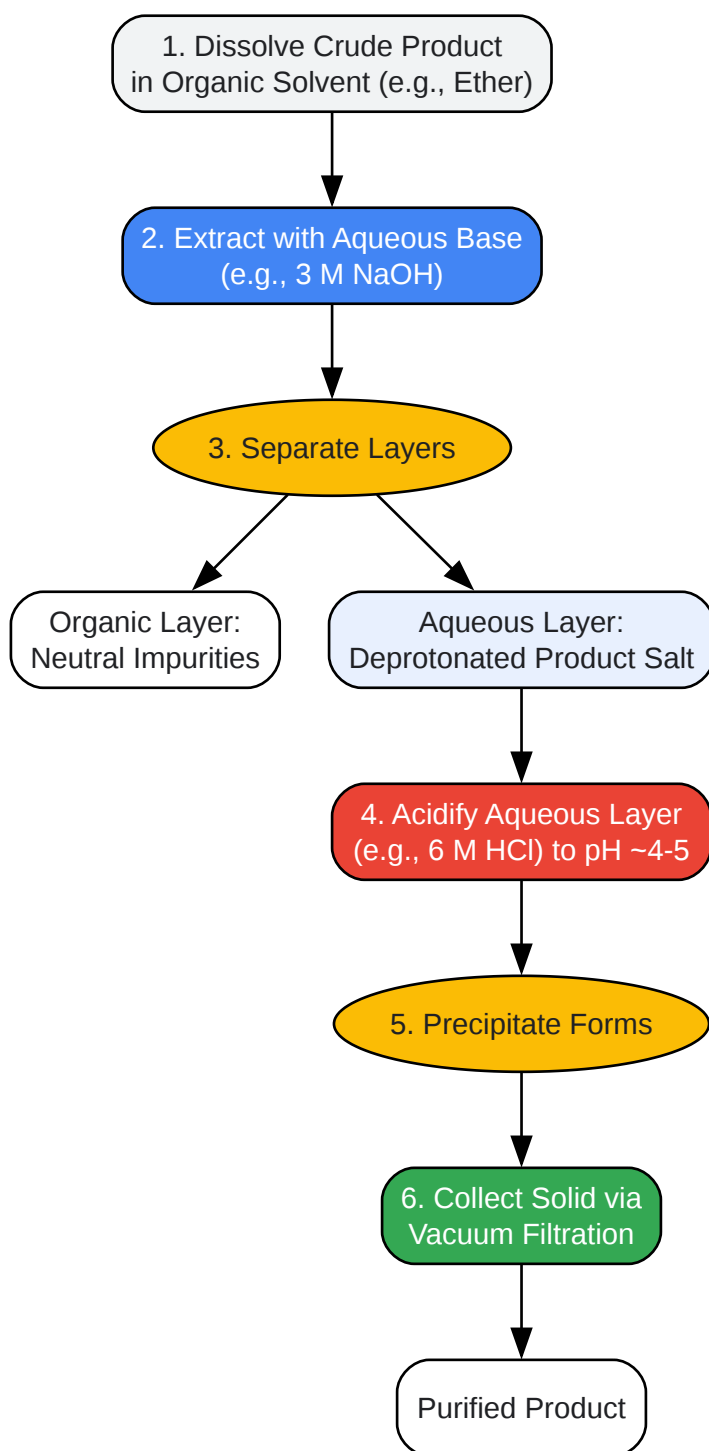 1. Dissolve Crude Product
in Organic Solvent (e.g., Ether)
2. Extract with Aqueous Base
(e.g., 3 M NaOH)
3. Separate Layers
Organic Layer:
Neutral Impurities
Aqueous Layer:
Deprotonated Product Salt
4. Acidify Aqueous Layer
(e.g., 6 M HCl) to pH ~4-5
5. Precipitate Forms
6. Collect Solid via
Vacuum Filtration
Purified Product